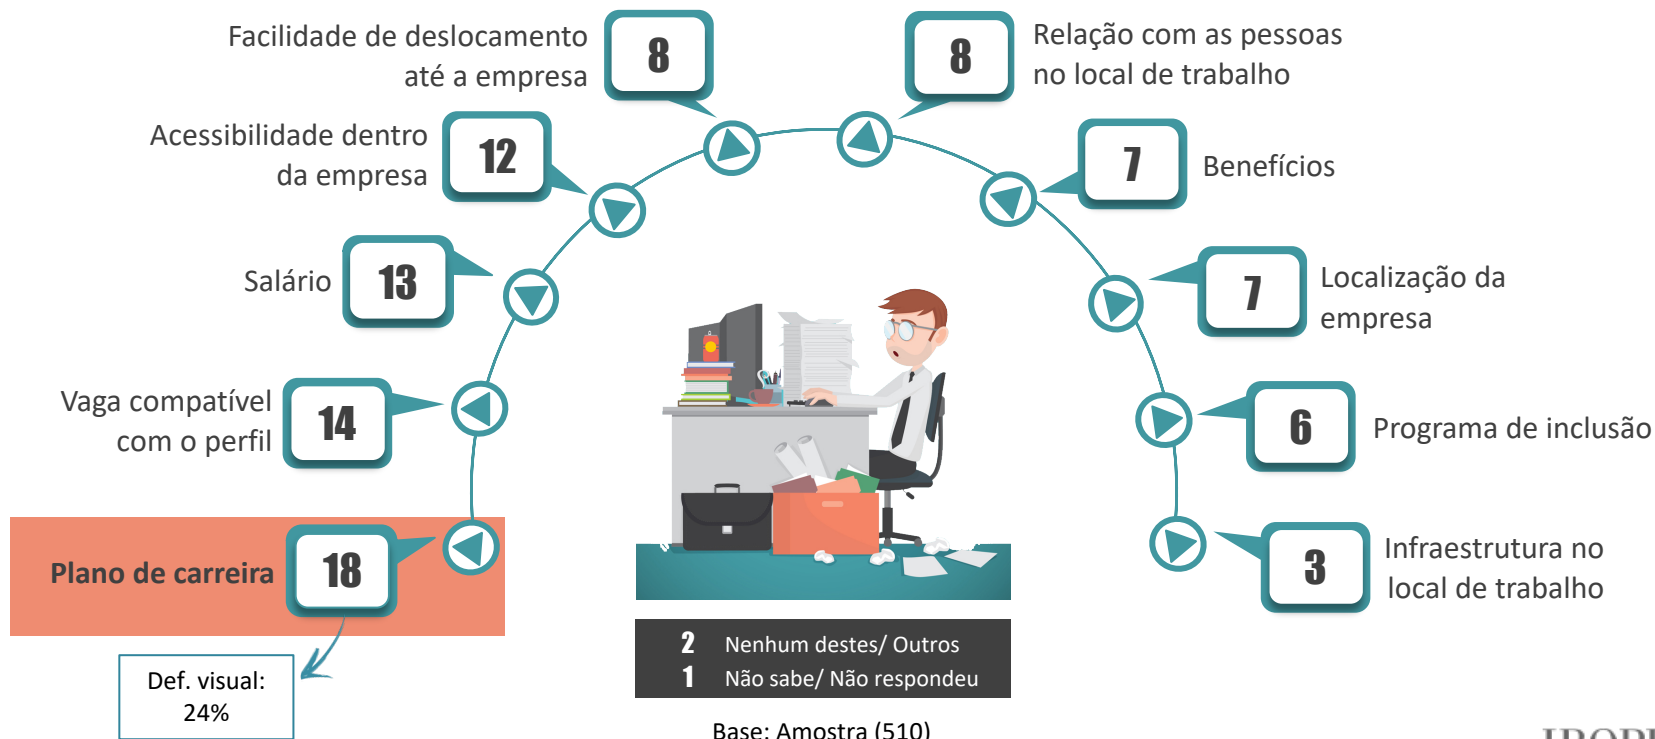 Facilidade de deslocamento
até a empresa
8
8
Relação com as pessoas
no local de trabalho
Acessibilidade dentro
da empresa
12
7
Benefícios
Salário
13
7
Localização da
empresa
Vaga compatível
com o perfil
14
6
Programa de inclusão
Plano de carreira
18
3
Infraestrutura no
local de trabalho
Def. visual:
24%
2 Nenhum destes/ Outros
1 Não sabe/ Não respondeu
Base: Amostra (510)